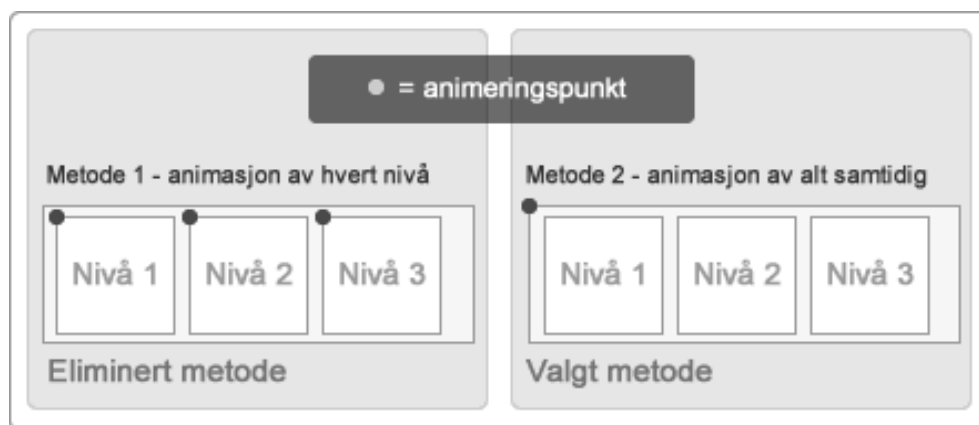 = animeringspunkt
Metode 1 - animasjon av hvert nivå
Nivå 1 Nivå 2 Nivå 3
Eliminert metode
Metode 2 - animasjon av alt samtidig
Nivå 1 Nivå 2 Nivå 3
Valgt metode